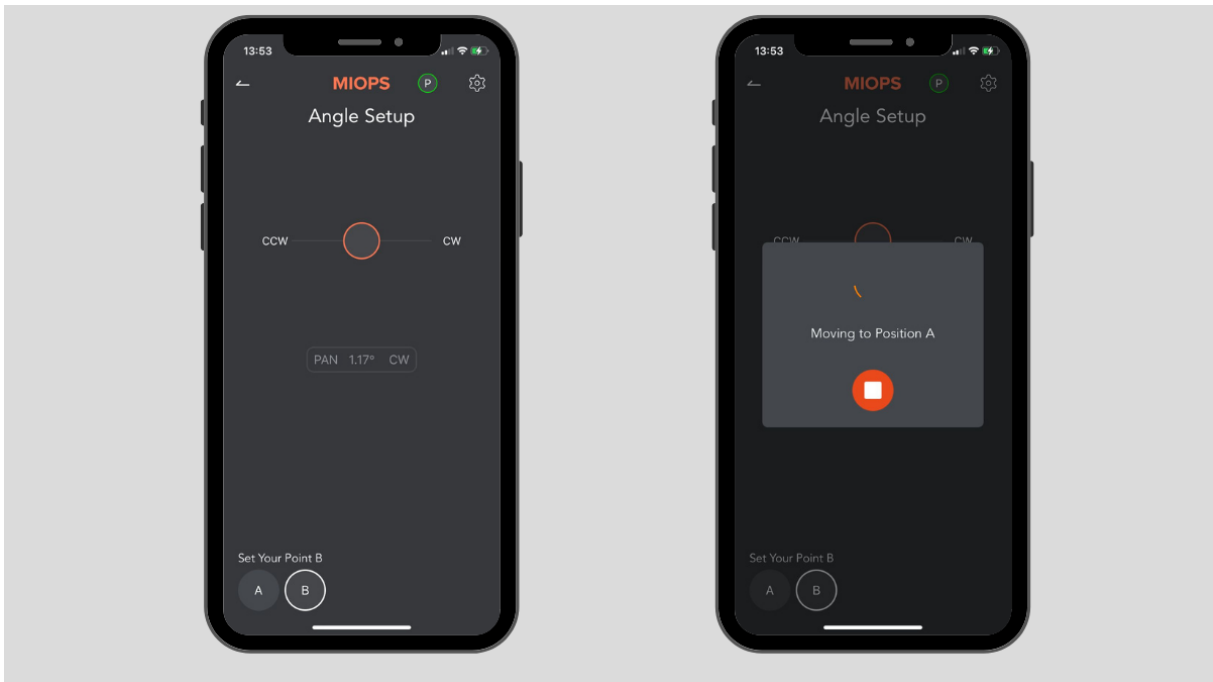 13:53
MIOPS P
Angle Setup
CCW CW
PAN 1.17° CW
Set Your Point B
A B
13:53
MIOPS P
Angle Setup
CCW CW
Moving to Position A
Set Your Point B
A B